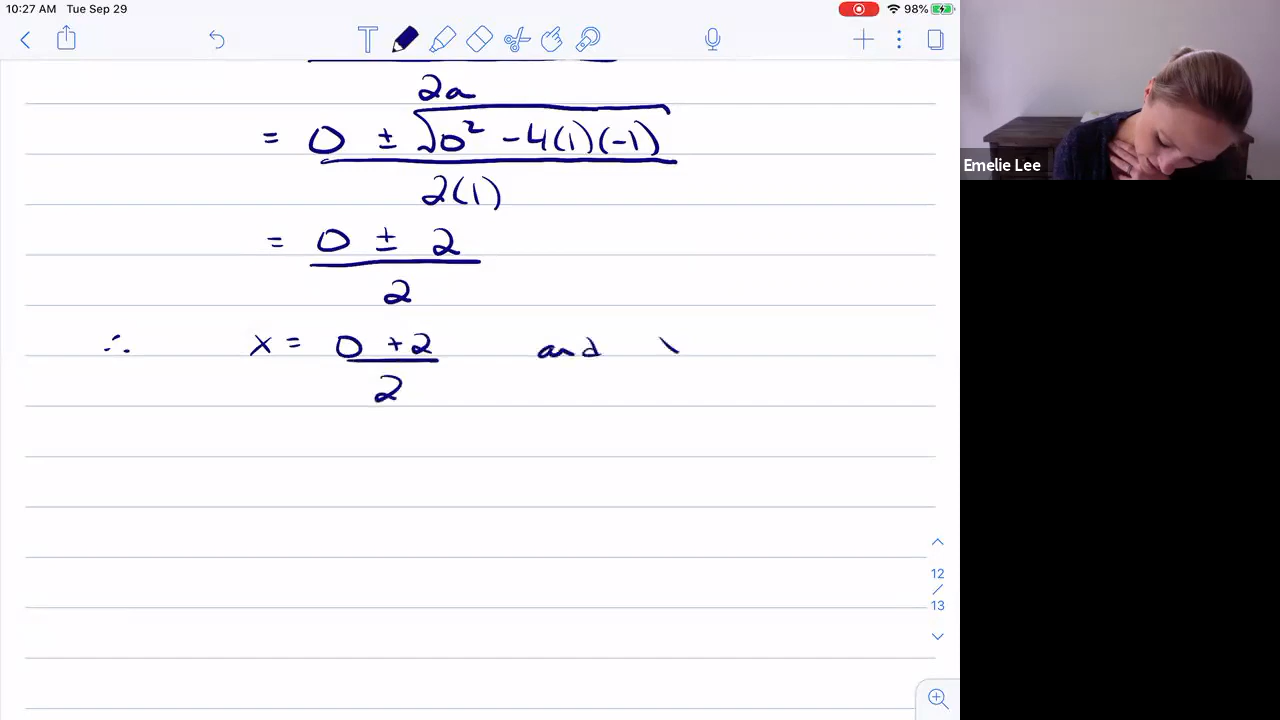 10:27 AM Tue Sep 29
98%
2a
= 0 ± √0² -4(1)(-1)
2(1)
Emelie Lee
= 0 ± 2
2
∴ x = 0 +2 and
2
12
/
13